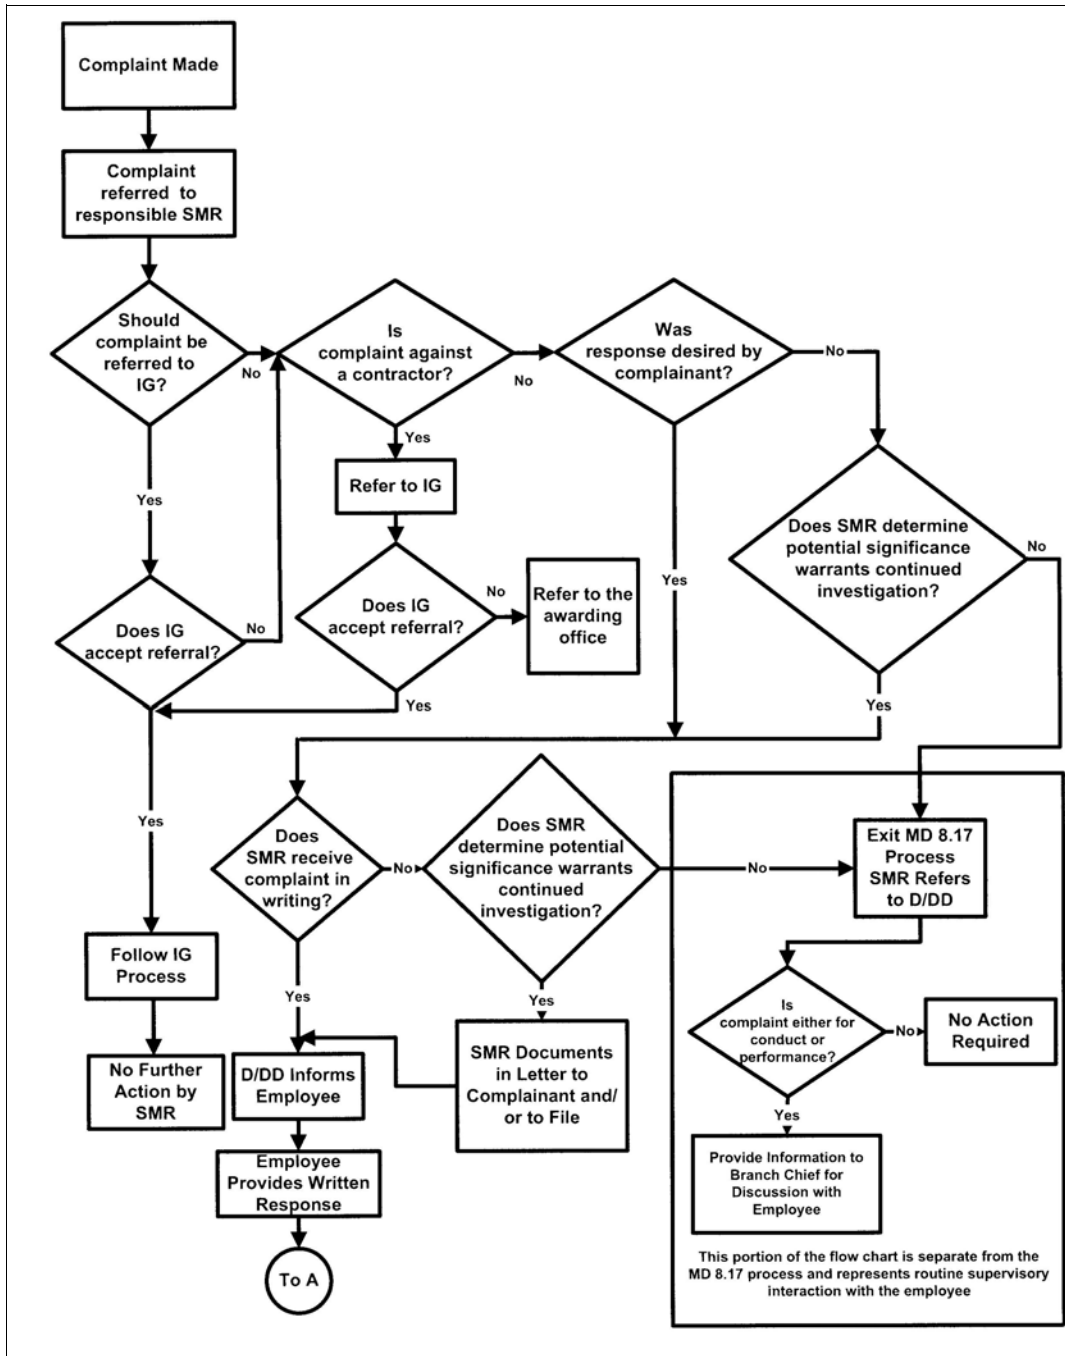 Complaint Made
Complaint
referred to
responsible SMR
Should
complaint be
referred to
IG?
No
Is
complaint against
a contractor?
No
Was
response desired by
complainant?
No
Yes
Yes
Refer to IG
Does SMR determine
potential significance
warrants continued
investigation?
No
Yes
Does IG
accept referral?
No
Does IG
accept referral?
No
Refer to the
awarding
office
Yes
Yes
Yes
Does
SMR receive
complaint in
writing?
No
Does SMR
determine potential
significance warrants
continued
investigation?
No
Exit MD 8.17
Process
SMR Refers
to D/DD
Follow IG
Process
Yes
Yes
Is
complaint either for
conduct or
performance?
No
No Action
Required
No Further
Action by
SMR
D/DD Informs
Employee
SMR Documents
in Letter to
Complainant and/
or to File
Yes
Employee
Provides Written
Response
Provide Information to
Branch Chief for
Discussion with
Employee
To A
This portion of the flow chart is separate from the
MD 8.17 process and represents routine supervisory
interaction with the employee